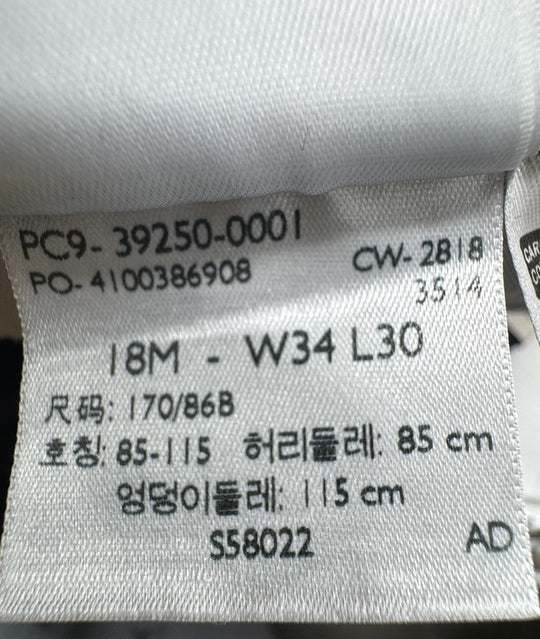 PC9- 39250-0001
PO- 4100386908 CW- 2818
3514
18M - W34 L30
尺码: 170/86B
호칭: 85-115 허리둘레: 85 cm
엉덩이둘레: 115 cm
S58022 AD